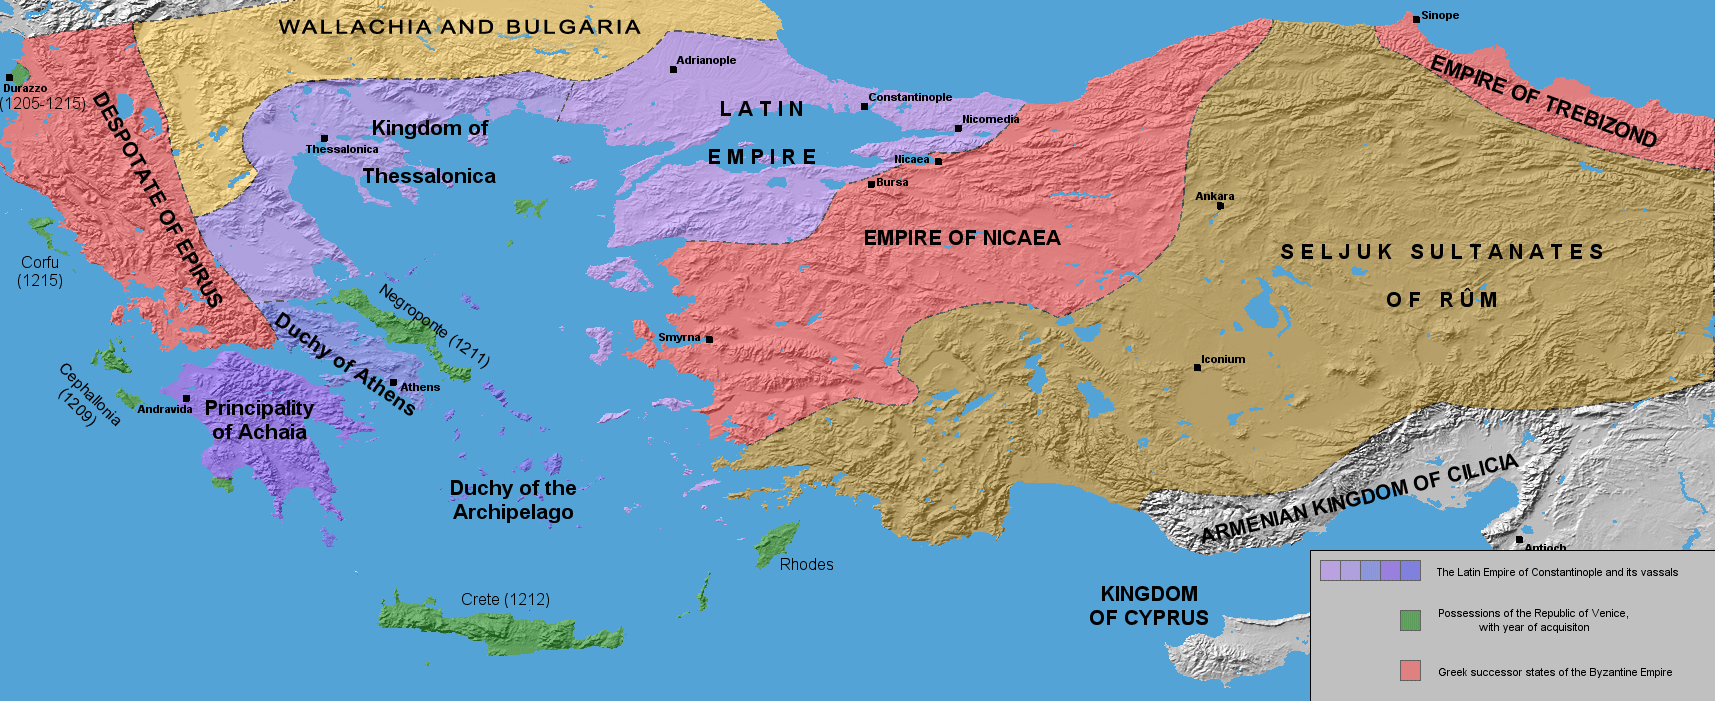 WALLACHIA AND BULGARIA
Sinope
Adrianople
EMPIRE OF TREBIZOND
Durazzo
(1205-1215)
DESPOTATE OF EPIRUS
Constantinople
LATIN
EMPIRE
Nicomedia
Kingdom of
Thessalonica
Thessalonica
Nicaea
Bursa
Ankara
EMPIRE OF NICAEA
SELJUK SULTANATES
OF RÛM
Corfu
(1215)
Negroponte (1211)
Duchy of Athens
Smyrna
Iconium
Cephallonia
(1209)
Athens
Andravida
Principality
of Achaia
Duchy of the
Archipelago
ARMENIAN KINGDOM OF CILICIA
Antioch
Rhodes
Crete (1212)
KINGDOM
OF CYPRUS
The Latin Empire of Constantinople and its vassals
Possessions of the Republic of Venice,
with year of acquisiton
Greek successor states of the Byzantine Empire